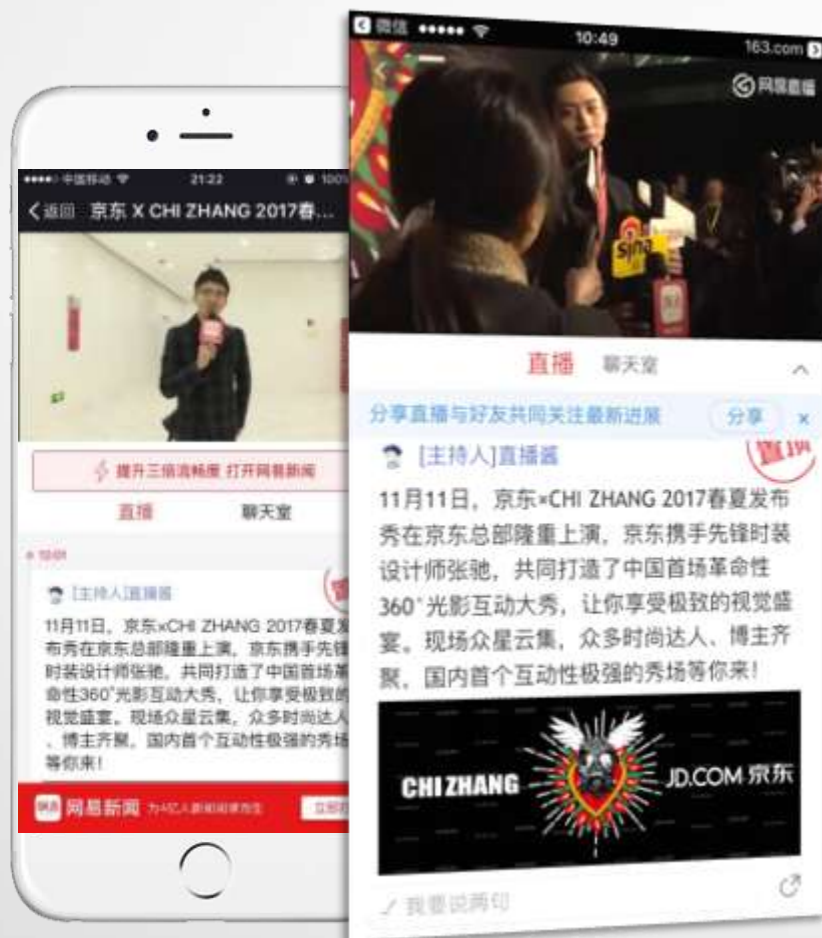 中国移动 21:22 100%
返回 京东 X CHI ZHANG 2017春...
提升三倍流畅度 打开网易新闻
直播 聊天室
[主持人]直播酱
11月11日，京东×CHI ZHANG 2017春夏发
布秀在京东总部隆重上演，京东携手先锋
时装设计师张驰，共同打造了中国首场革
命性360°光影互动大秀，让你享受极致的
视觉盛宴。现场众星云集，众多时尚达人
、博主齐聚，国内首个互动性极强的秀场
等你来！
网易新闻
微信 10:49 163.com
网易直播
sina
直播 聊天室
分享直播与好友共同关注最新进展 分享 ×
[主持人]直播酱
置顶
11月11日，京东×CHI ZHANG 2017春夏发布
秀在京东总部隆重上演，京东携手先锋时装
设计师张驰，共同打造了中国首场革命性
360°光影互动大秀，让你享受极致的视觉盛
宴。现场众星云集，众多时尚达人、博主齐
聚，国内首个互动性极强的秀场等你来！
CHI ZHANG JD.COM 京东
我要说两句